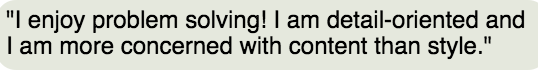 "I enjoy problem solving! I am detail-oriented and
I am more concerned with content than style."